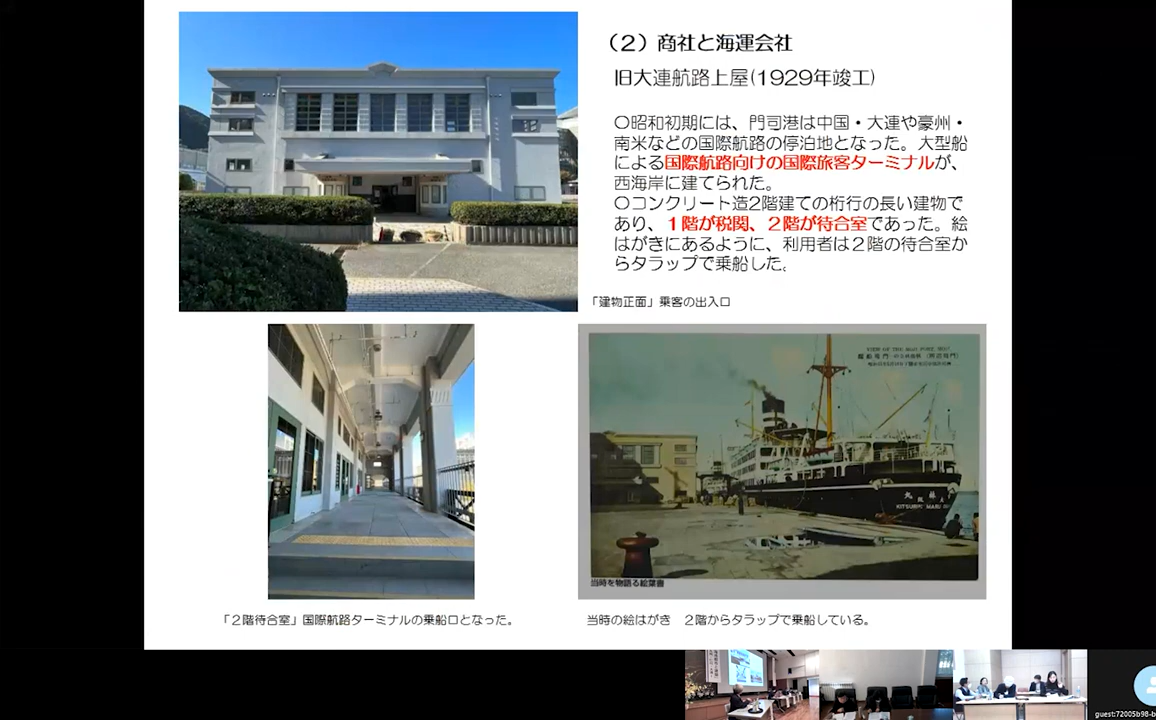 （２）商社と海運会社
旧大連航路上屋(1929年竣工)
〇昭和初期には、門司港は中国・大連や豪州・
南米などの国際航路の停泊地となった。大型船
による国際航路向けの国際旅客ターミナルが、
西海岸に建てられた。
〇コンクリート造2階建ての桁行の長い建物で
あり、１階が税関、２階が待合室であった。絵
はがきにあるように、利用者は２階の待合室か
らタラップで乗船した。
「建物正面」乗客の出入口
当時を物語る絵葉書
「２階待合室」国際航路ターミナルの乗船口となった。
当時の絵はがき　２階からタラップで乗船している。
guest:72005b98-b